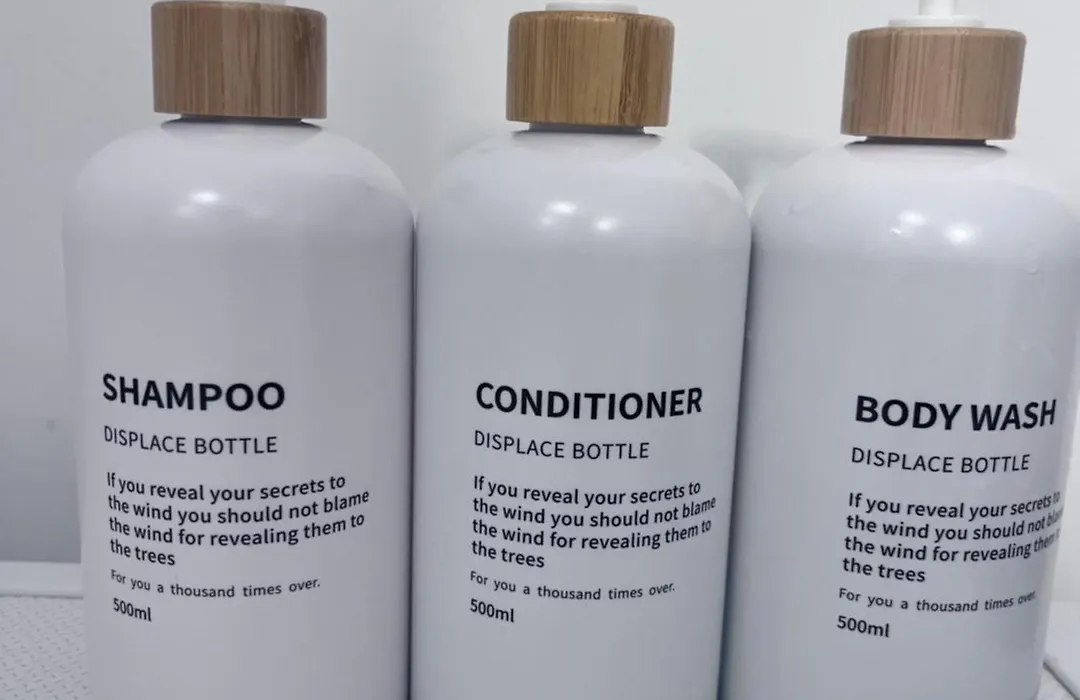 SHAMPOO
DISPLACE BOTTLE
If you reveal your secrets to
the wind you should not blame
the wind for revealing them to
the trees
For you a thousand times over.
500ml
CONDITIONER
DISPLACE BOTTLE
If you reveal your secrets to
the wind you should not blame
the wind for revealing them to
the trees
For you a thousand times over.
500ml
BODY WASH
DISPLACE BOTTLE
If you reveal your secrets to
the wind you should not blame
the wind for revealing them to
the trees
For you a thousand times over.
500ml